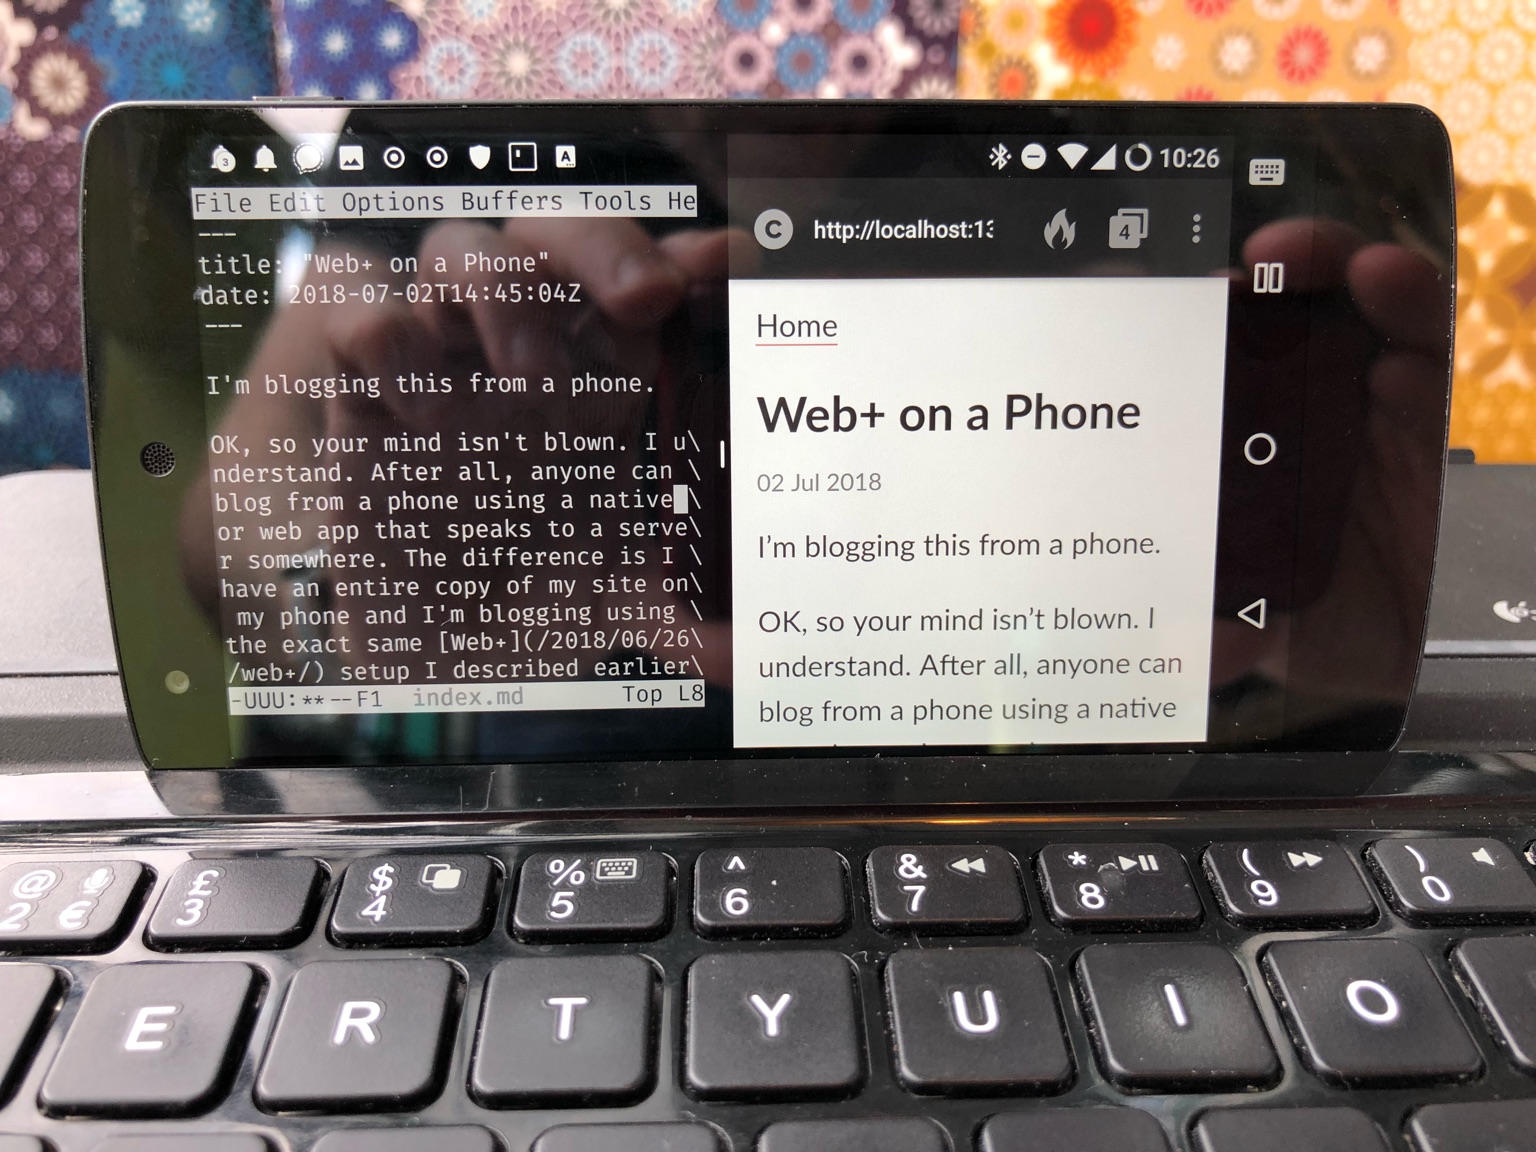 3
A
10:26
File Edit Options Buffers Tools He
---
title: "Web+ on a Phone"
date: 2018-07-02T14:45:04Z
---
I'm blogging this from a phone.
OK, so your mind isn't blown. I u\
nderstand. After all, anyone can \
blog from a phone using a native \
or web app that speaks to a serve\
r somewhere. The difference is I \
have an entire copy of my site on\
my phone and I'm blogging using \
the exact same [Web+](/2018/06/26\
/web+/) setup I described earlier\
-UUU:**--F1 index.md Top L8
C http://localhost:13 4
Home
Web+ on a Phone
02 Jul 2018
I’m blogging this from a phone.
OK, so your mind isn’t blown. I
understand. After all, anyone can
blog from a phone using a native
@ £ $ % ^ & * ( )
2 € 3 4 5 6 7 8 9 0
E R T Y U I O